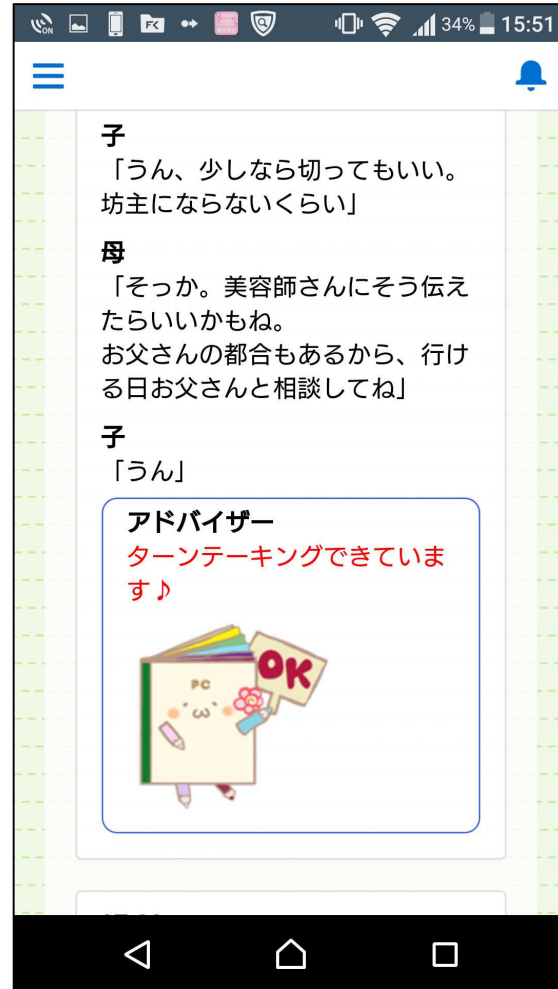 ON
FK
34%
15:51
子
「うん、少しなら切ってもいい。
坊主にならないくらい」
母
「そっか。美容師さんにそう伝え
たらいいかもね。
お父さんの都合もあるから、行け
る日お父さんと相談してね」
子
「うん」
アドバイザー
ターンテーキングできていま
す♪
OK
PC